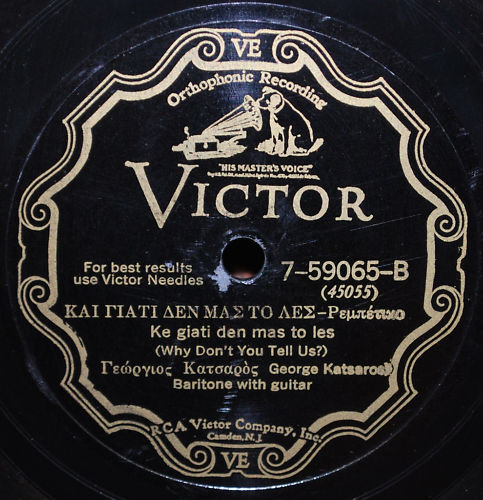 VE
Orthophonic Recording
"HIS MASTER'S VOICE"
VICTOR
For best results
use Victor Needles
7-59065-B
(45055)
ΚΑΙ ΓΙΑΤΙ ΔΕΝ ΜΑΣ ΤΟ ΛΕΣ-Ρεμπέτικο
Ke giati den mas to les
(Why Don't You Tell Us?)
Γεώργιος Κατσαρὸς George Katsaros
Baritone with guitar
RCA Victor Company, Inc.
Camden, N.J.
VE